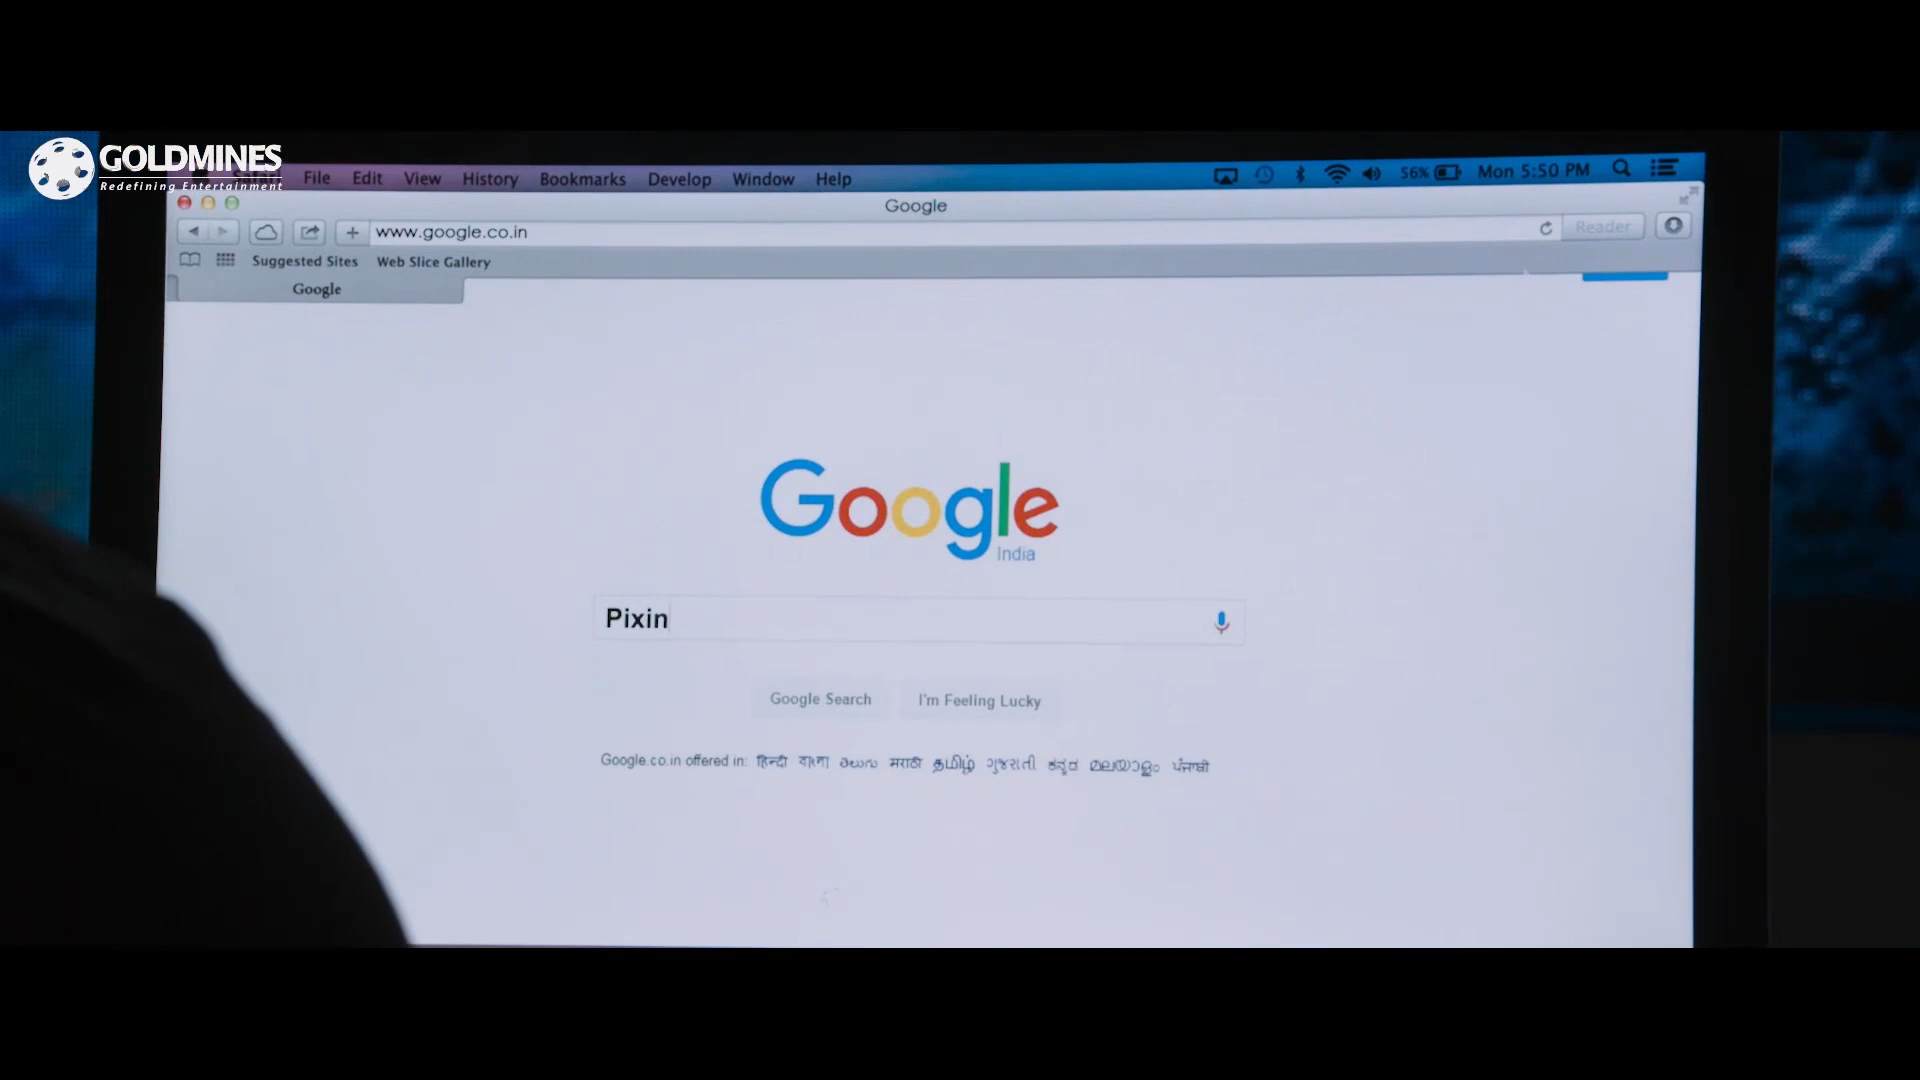 GOLDMINES
Redefining Entertainment
Safari File Edit View History Bookmarks Develop Window Help 56% Mon 5:50 PM
Google
www.google.co.in Reader
Suggested Sites Web Slice Gallery
Google
Google
India
Pixin
Google Search I'm Feeling Lucky
Google.co.in offered in: हिन्दी বাংলা తెలుగు मराठी தமிழ் ગુજરાતી ಕನ್ನಡ മലയാളം ਪੰਜਾਬੀ